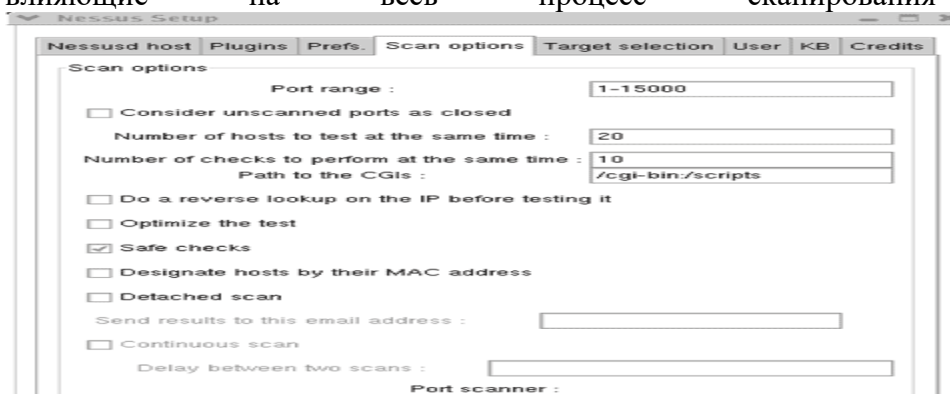 влияющие на весь процесс сканирования
Nessus Setup
Nessusd host Plugins Prefs. Scan options Target selection User KB Credits
Scan options
Port range : 1-15000
Consider unscanned ports as closed
Number of hosts to test at the same time : 20
Number of checks to perform at the same time : 10
Path to the CGIs : /cgi-bin:/scripts
Do a reverse lookup on the IP before testing it
Optimize the test
Safe checks
Designate hosts by their MAC address
Detached scan
Send results to this email address :
Continuous scan
Delay between two scans :
Port scanner :